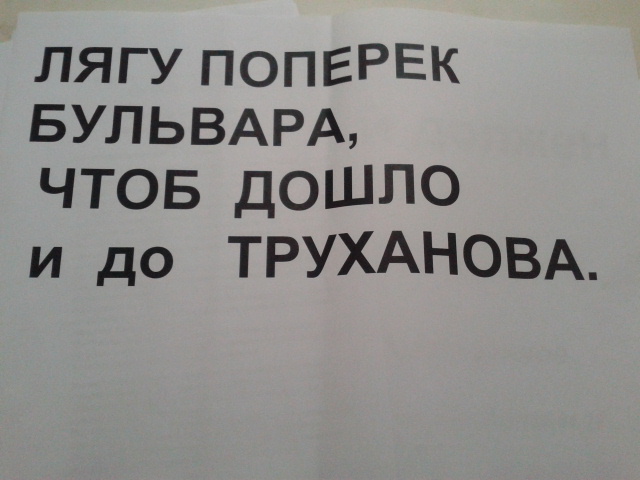 ЛЯГУ ПОПЕРЕК
БУЛЬВАРА,
ЧТОБ ДОШЛО
и до ТРУХАНОВА.